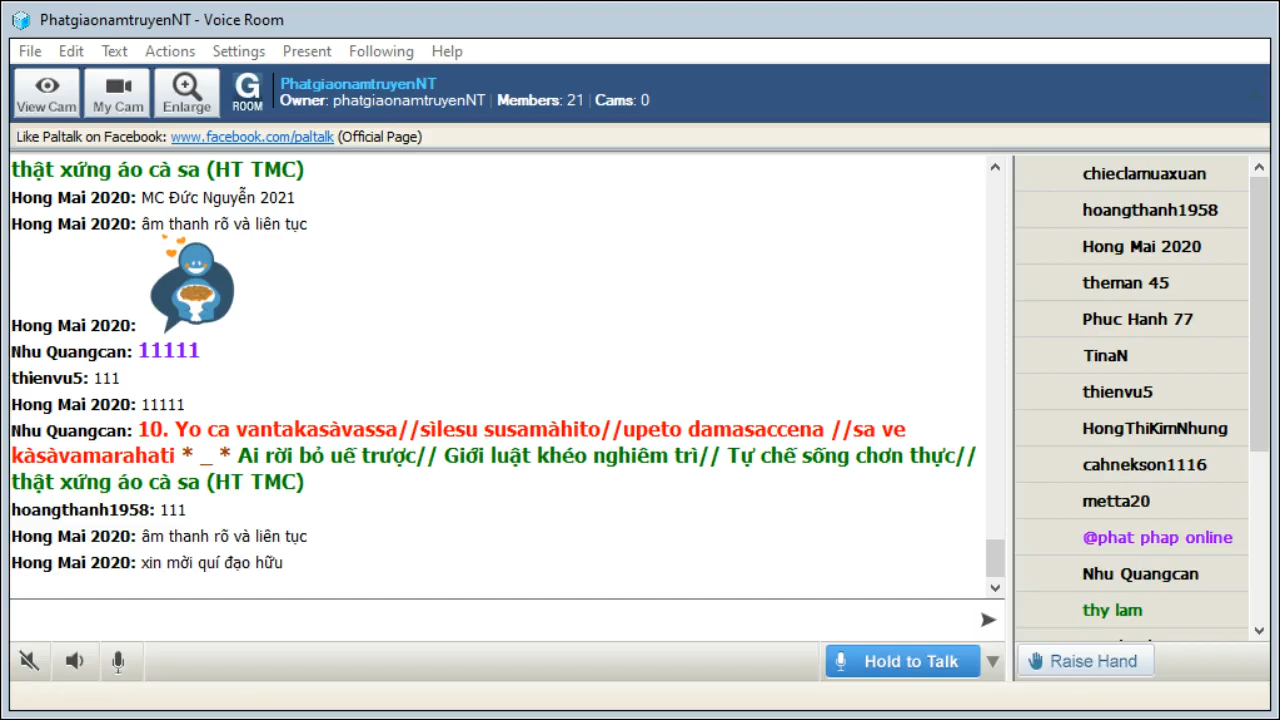 PhatgiaonamtruyenNT - Voice Room
File Edit Text Actions Settings Present Following Help
View Cam My Cam Enlarge G ROOM
PhatgiaonamtruyenNT
Owner: phatgiaonamtruyenNT | Members: 21 | Cams: 0
Like Paltalk on Facebook: www.facebook.com/paltalk (Official Page)
thật xứng áo cà sa (HT TMC)
Hong Mai 2020: MC Đức Nguyễn 2021
Hong Mai 2020: âm thanh rõ và liên tục
Hong Mai 2020:
Nhu Quangcan: 11111
thienvu5: 111
Hong Mai 2020: 11111
Nhu Quangcan: 10. Yo ca vantakasàvassa//sìlesu susamàhito//upeto damasaccena //sa ve
kàsàvamarahati * _ * Ai rời bỏ uế trược// Giới luật khéo nghiêm trì// Tự chế sống chơn thực//
thật xứng áo cà sa (HT TMC)
hoangthanh1958: 111
Hong Mai 2020: âm thanh rõ và liên tục
Hong Mai 2020: xin mời quí đạo hữu
Hold to Talk
chieclamuaxuan
hoangthanh1958
Hong Mai 2020
theman 45
Phuc Hanh 77
TinaN
thienvu5
HongThiKimNhung
cahnekson1116
metta20
@phat phap online
Nhu Quangcan
thy lam
Raise Hand